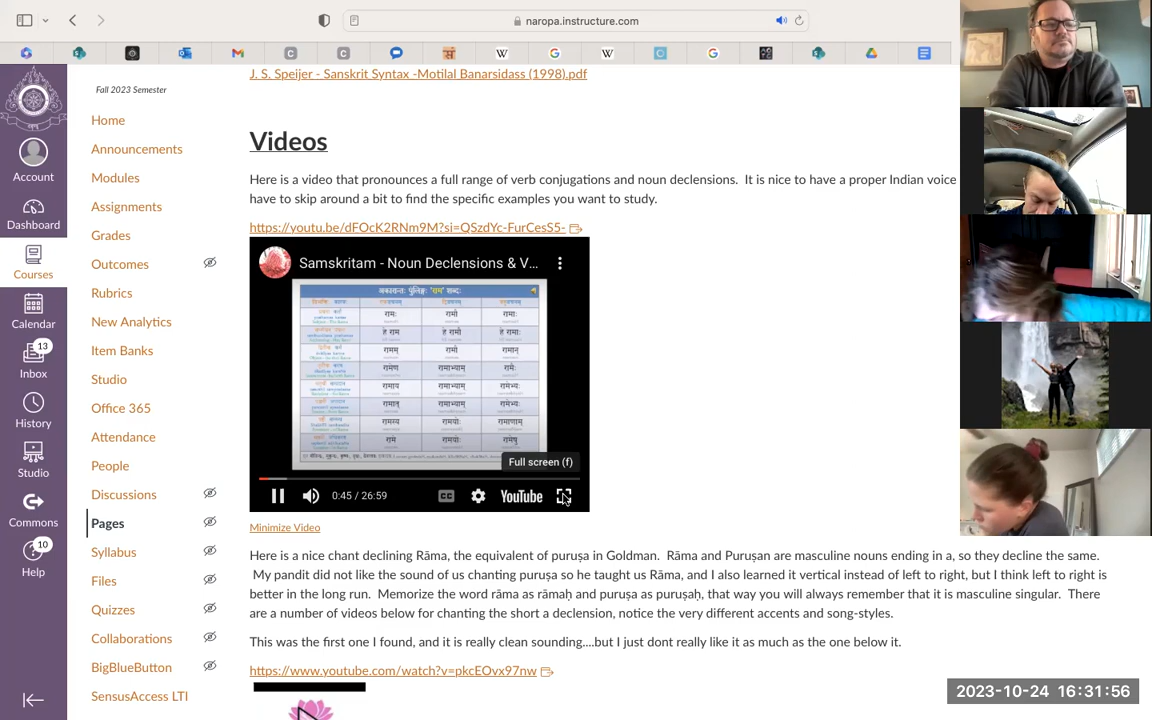 naropa.instructure.com
Fall 2023 Semester
Account
Dashboard
Courses
Calendar
13
Inbox
History
Studio
Commons
10
Help
Home
Announcements
Modules
Assignments
Grades
Outcomes
Rubrics
New Analytics
Item Banks
Studio
Office 365
Attendance
People
Discussions
Pages
Syllabus
Files
Quizzes
Collaborations
BigBlueButton
SensusAccess LTI
J. S. Speijer - Sanskrit Syntax -Motilal Banarsidass (1998).pdf
Videos
Here is a video that pronounces a full range of verb conjugations and noun declensions. It is nice to have a proper Indian voice
have to skip around a bit to find the specific examples you want to study.
https://youtu.be/dFOcK2RNm9M?si=QSzdYc-FurCesS5-
Samskritam - Noun Declensions & V...
रामः रामौ रामाः
हे राम हे रामौ हे रामाः
रामम् रामौ रामान्
रामेण रामाभ्याम् रामैः
रामाय रामाभ्याम् रामेभ्यः
रामात् रामाभ्याम् रामेभ्यः
रामस्य रामयोः रामाणाम्
रामे रामयोः रामेषु
Full screen (f)
0:45 / 26:59
CC
YouTube
Minimize Video
Here is a nice chant declining Rāma, the equivalent of puruṣa in Goldman. Rāma and Puruṣan are masculine nouns ending in a, so they decline the same.
My pandit did not like the sound of us chanting puruṣa so he taught us Rāma, and I also learned it vertical instead of left to right, but I think left to right is
better in the long run. Memorize the word rāma as rāmaḥ and puruṣa as puruṣaḥ, that way you will always remember that it is masculine singular. There
are a number of videos below for chanting the short a declension, notice the very different accents and song-styles.
This was the first one I found, and it is really clean sounding....but I just dont really like it as much as the one below it.
https://www.youtube.com/watch?v=pkcEOvx97nw
2023-10-24 16:31:56